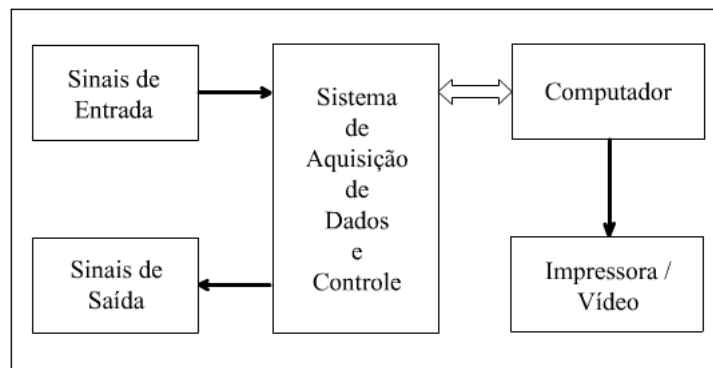 Sinais de
Entrada
Sistema
de
Aquisição
de
Dados
e
Controle
Computador
Sinais de
Saída
Impressora /
Vídeo